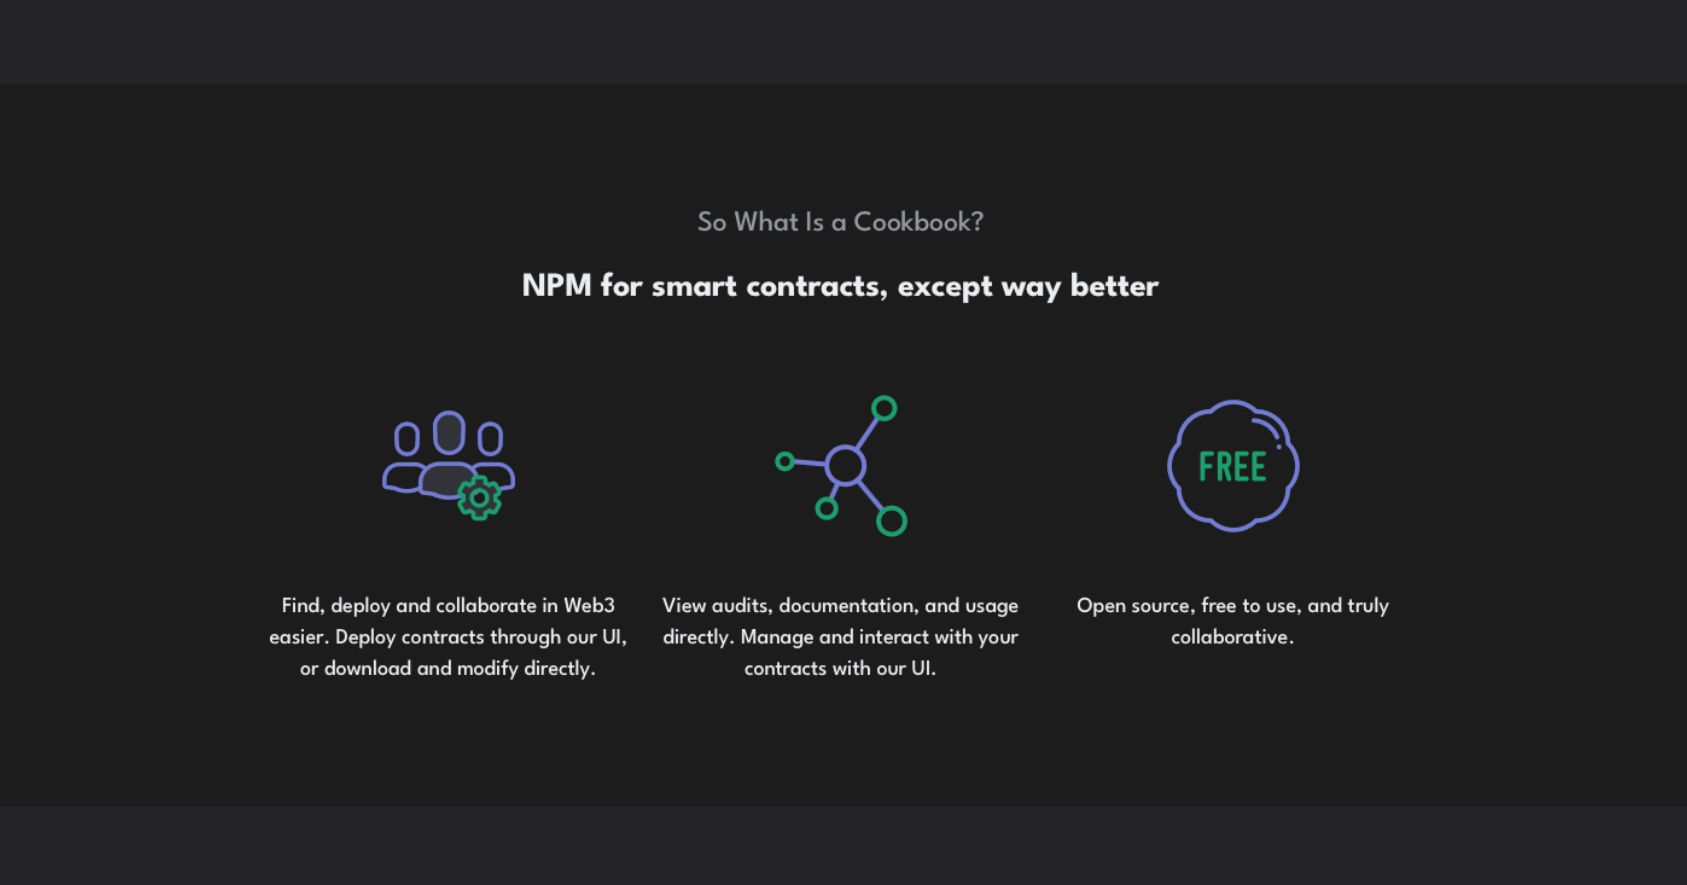 So What Is a Cookbook?
NPM for smart contracts, except way better
FREE
Find, deploy and collaborate in Web3
easier. Deploy contracts through our UI,
or download and modify directly.
View audits, documentation, and usage
directly. Manage and interact with your
contracts with our UI.
Open source, free to use, and truly
collaborative.